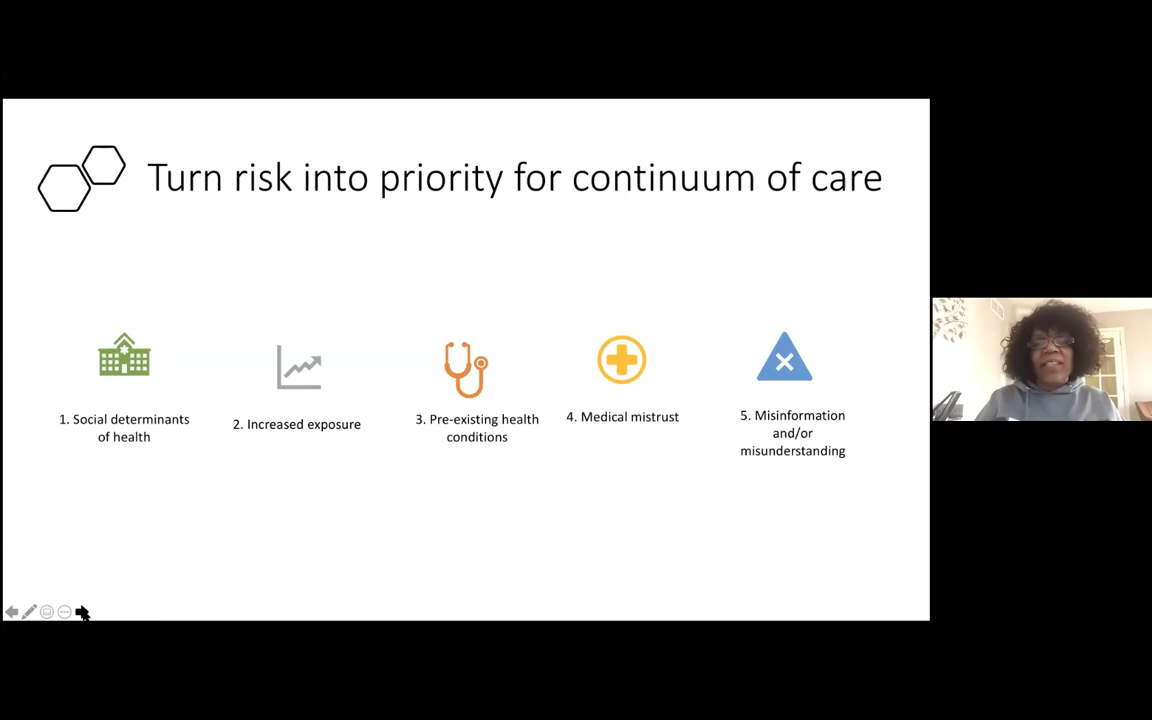 Turn risk into priority for continuum of care
1. Social determinants
of health
2. Increased exposure
3. Pre-existing health
conditions
4. Medical mistrust
5. Misinformation
and/or
misunderstanding